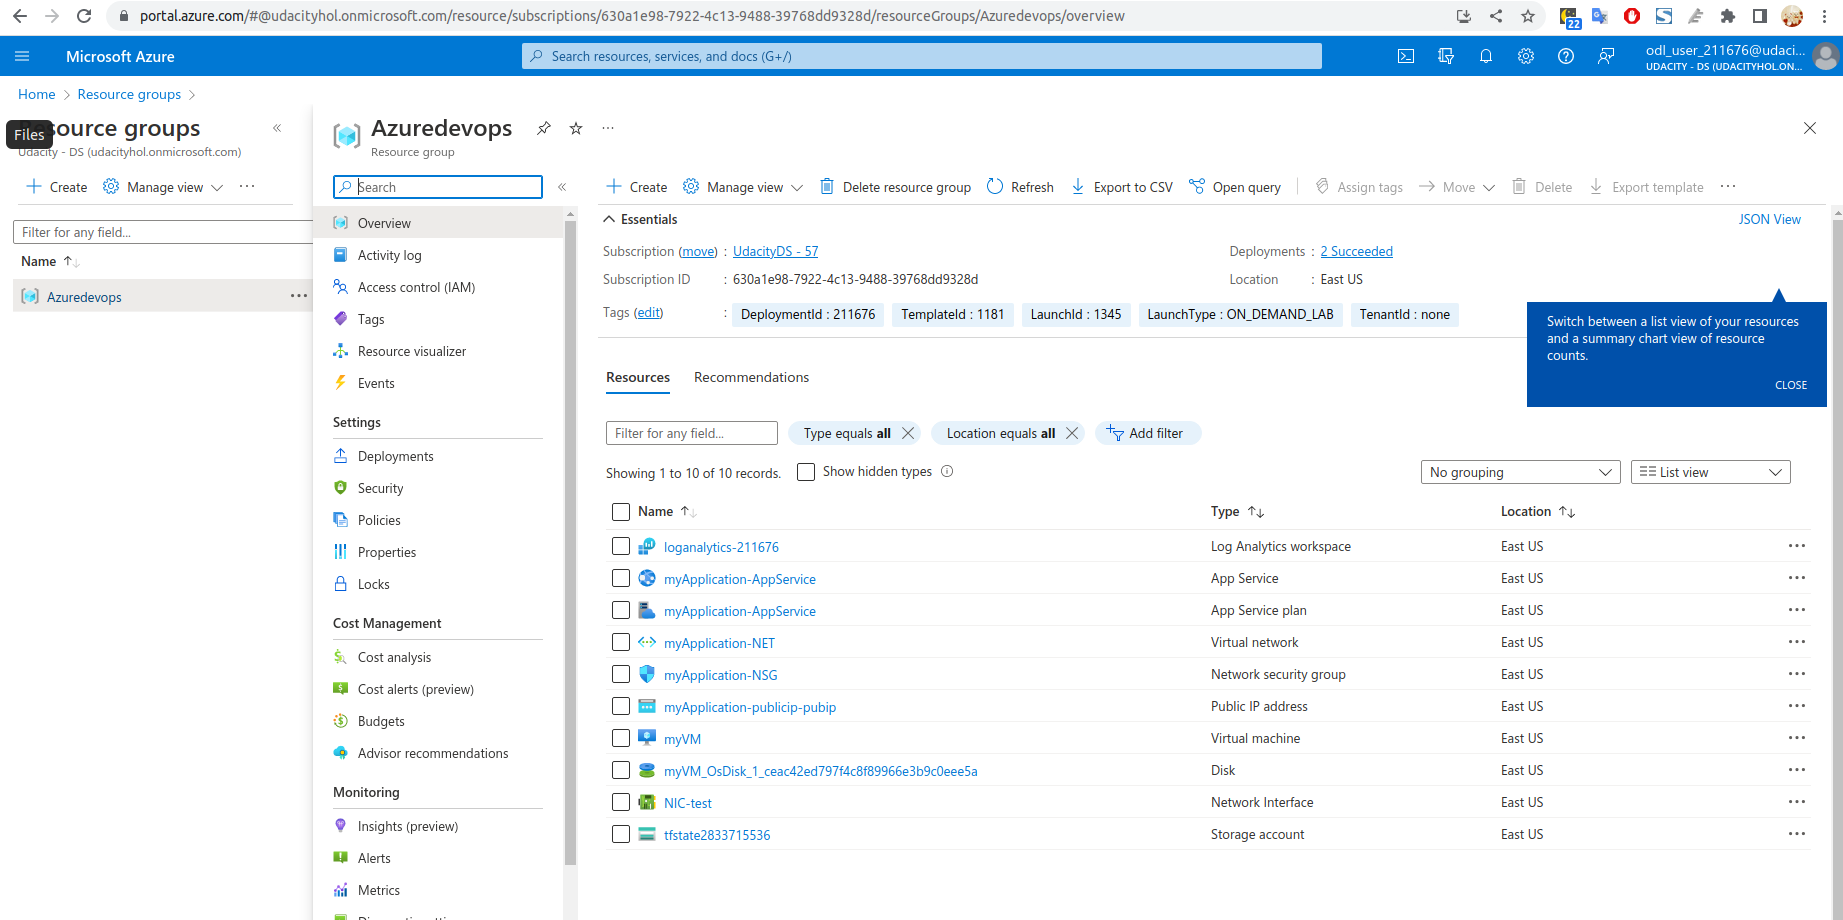 portal.azure.com/#@udacityhol.onmicrosoft.com/resource/subscriptions/630a1e98-7922-4c13-9488-39768dd9328d/resourceGroups/Azuredevops/overview
22
Microsoft Azure
Search resources, services, and docs (G+/)
odl_user_211676@udaci...
UDACITY - DS (UDACITYHOL.ON...
Home > Resource groups >
Resource groups
Files
Udacity - DS (udacityhol.onmicrosoft.com)
Create
Manage view
Filter for any field...
Name
Azuredevops
Azuredevops
Resource group
Search
Overview
Activity log
Access control (IAM)
Tags
Resource visualizer
Events
Settings
Deployments
Security
Policies
Properties
Locks
Cost Management
Cost analysis
Cost alerts (preview)
Budgets
Advisor recommendations
Monitoring
Insights (preview)
Alerts
Metrics
Create
Manage view
Delete resource group
Refresh
Export to CSV
Open query
Assign tags
Move
Delete
Export template
Essentials
JSON View
Subscription (move) : UdacityDS - 57
Deployments : 2 Succeeded
Subscription ID : 630a1e98-7922-4c13-9488-39768dd9328d
Location : East US
Tags (edit) : DeploymentId : 211676 TemplateId : 1181 LaunchId : 1345 LaunchType : ON_DEMAND_LAB TenantId : none
Switch between a list view of your resources
and a summary chart view of resource
counts.
CLOSE
Resources Recommendations
Filter for any field...
Type equals all
Location equals all
Add filter
Showing 1 to 10 of 10 records.
Show hidden types
No grouping
List view
Name Type Location
loganalytics-211676 Log Analytics workspace East US
myApplication-AppService App Service East US
myApplication-AppService App Service plan East US
myApplication-NET Virtual network East US
myApplication-NSG Network security group East US
myApplication-publicip-pubip Public IP address East US
myVM Virtual machine East US
myVM_OsDisk_1_ceac42ed797f4c8f89966e3b9c0eee5a Disk East US
NIC-test Network Interface East US
tfstate2833715536 Storage account East US